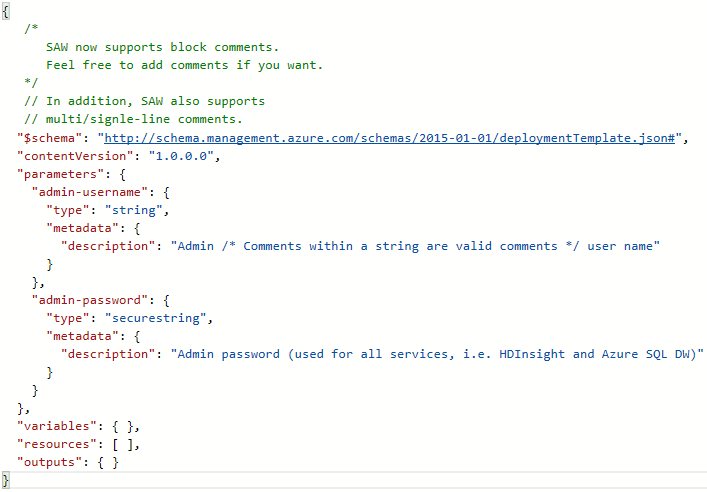 {
   /*
      SAW now supports block comments.
      Feel free to add comments if you want.
   */
   // In addition, SAW also supports
   // multi/signle-line comments.
  "$schema": "http://schema.management.azure.com/schemas/2015-01-01/deploymentTemplate.json#",
  "contentVersion": "1.0.0.0",
  "parameters": {
    "admin-username": {
      "type": "string",
      "metadata": {
        "description": "Admin /* Comments within a string are valid comments */ user name"
      }
    },
    "admin-password": {
      "type": "securestring",
      "metadata": {
        "description": "Admin password (used for all services, i.e. HDInsight and Azure SQL DW)"
      }
    }
  },
  "variables": { },
  "resources": [ ],
  "outputs": { }
}